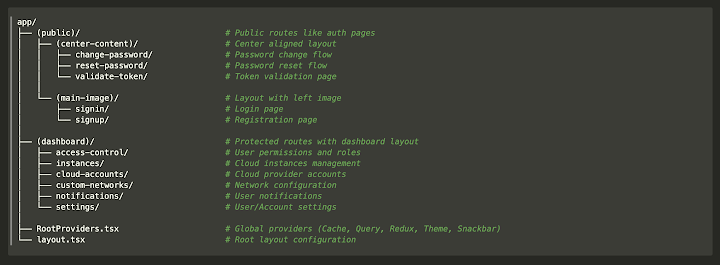 app/
├── (public)/ # Public routes like auth pages
│ ├── (center-content)/ # Center aligned layout
│ │ ├── change-password/ # Password change flow
│ │ ├── reset-password/ # Password reset flow
│ │ └── validate-token/ # Token validation page
│ │
│ └── (main-image)/ # Layout with left image
│ ├── signin/ # Login page
│ └── signup/ # Registration page
│
├── (dashboard)/ # Protected routes with dashboard layout
│ ├── access-control/ # User permissions and roles
│ ├── instances/ # Cloud instances management
│ ├── cloud-accounts/ # Cloud provider accounts
│ ├── custom-networks/ # Network configuration
│ ├── notifications/ # User notifications
│ └── settings/ # User/Account settings
│
├── RootProviders.tsx # Global providers (Cache, Query, Redux, Theme, Snackbar)
└── layout.tsx # Root layout configuration